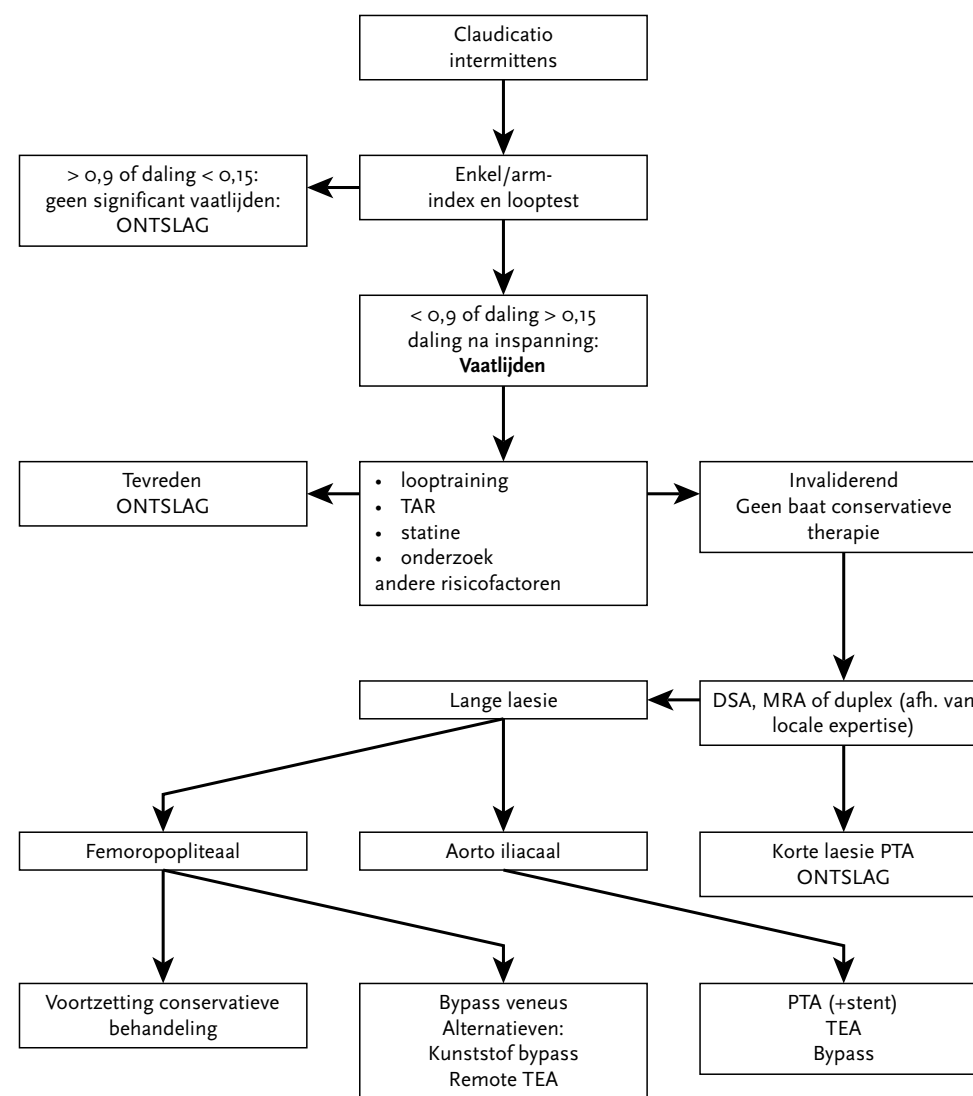 Claudicatio
intermittens
> 0,9 of daling < 0,15:
geen significant vaatlijden:
ONTSLAG
Enkel/arm-
index en looptest
< 0,9 of daling > 0,15
daling na inspanning:
Vaatlijden
Tevreden
ONTSLAG
• looptraining
• TAR
• statine
• onderzoek
andere risicofactoren
Invaliderend
Geen baat conservatieve
therapie
Lange laesie
DSA, MRA of duplex (afh. van
locale expertise)
Femoropopliteaal
Aorto iliacaal
Korte laesie PTA
ONTSLAG
Voortzetting conservatieve
behandeling
Bypass veneus
Alternatieven:
Kunststof bypass
Remote TEA
PTA (+stent)
TEA
Bypass